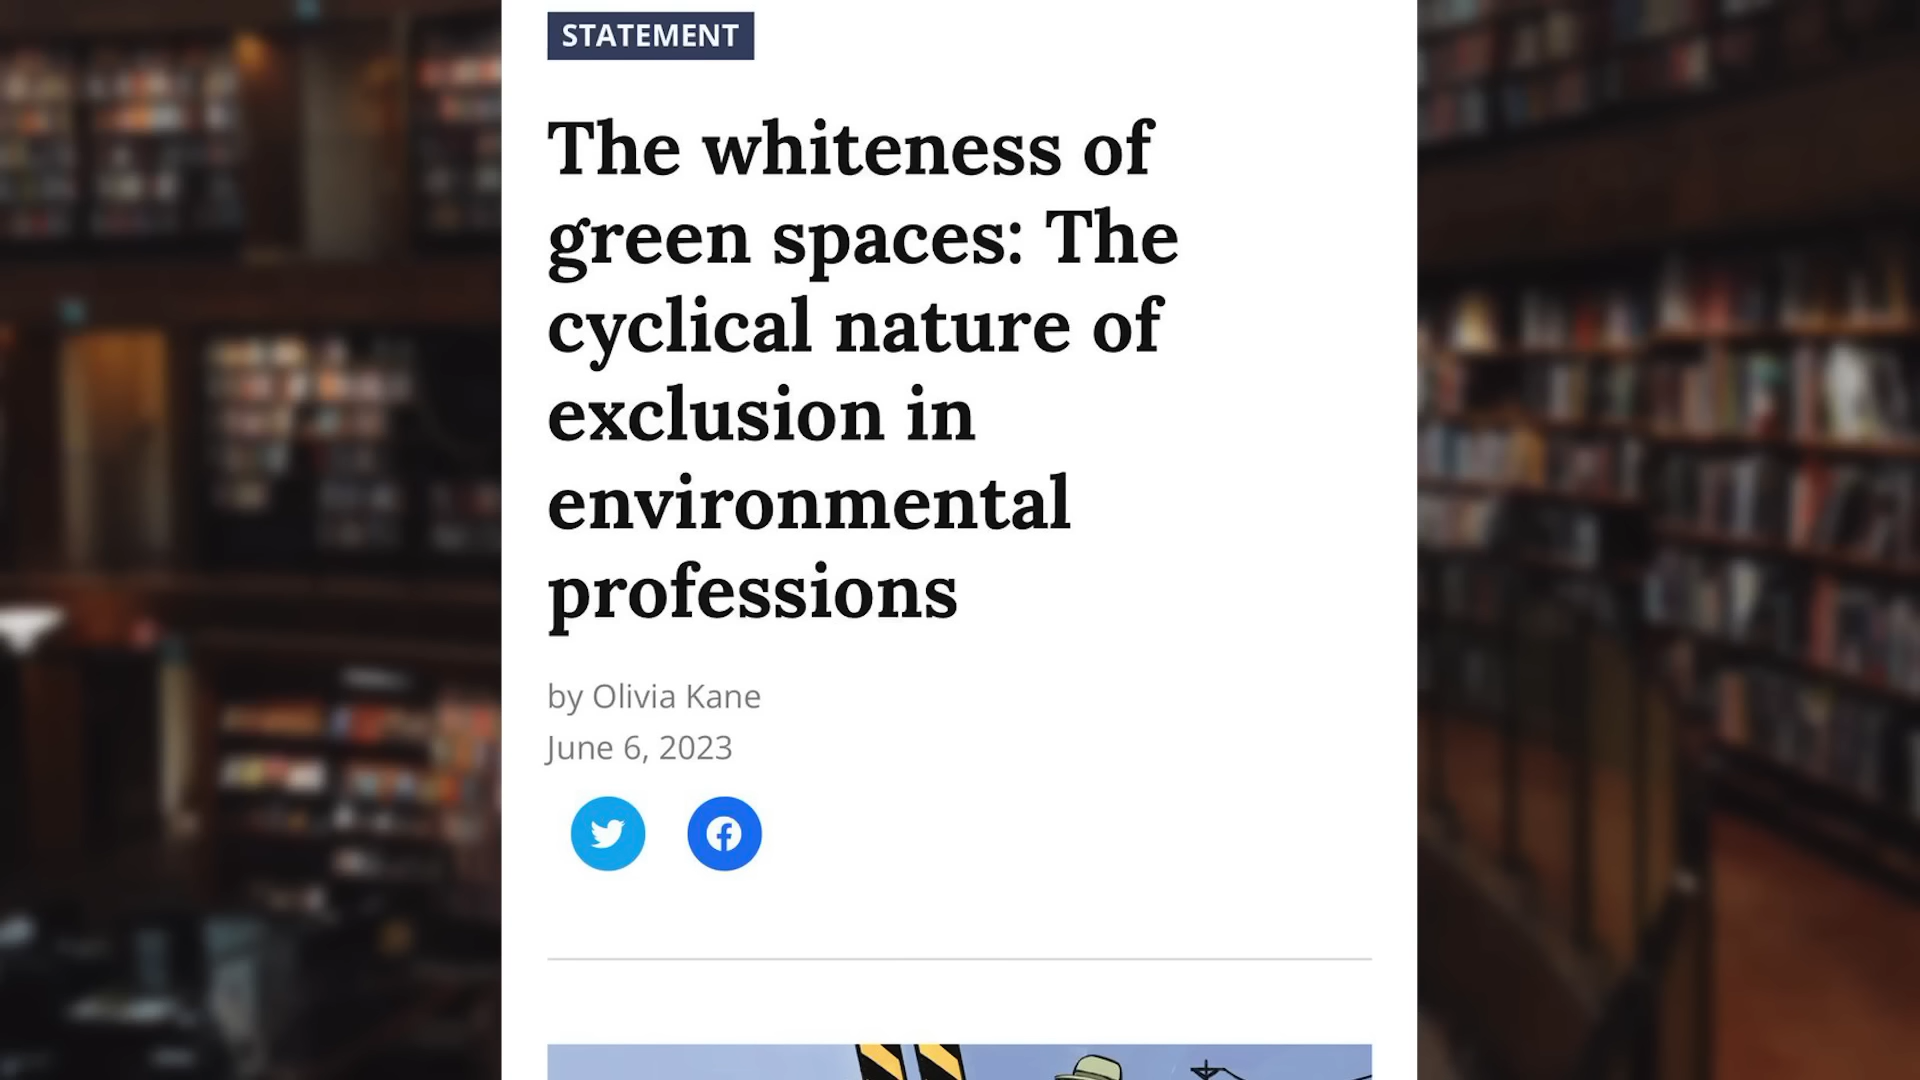 STATEMENT
The whiteness of
green spaces: The
cyclical nature of
exclusion in
environmental
professions
by Olivia Kane
June 6, 2023